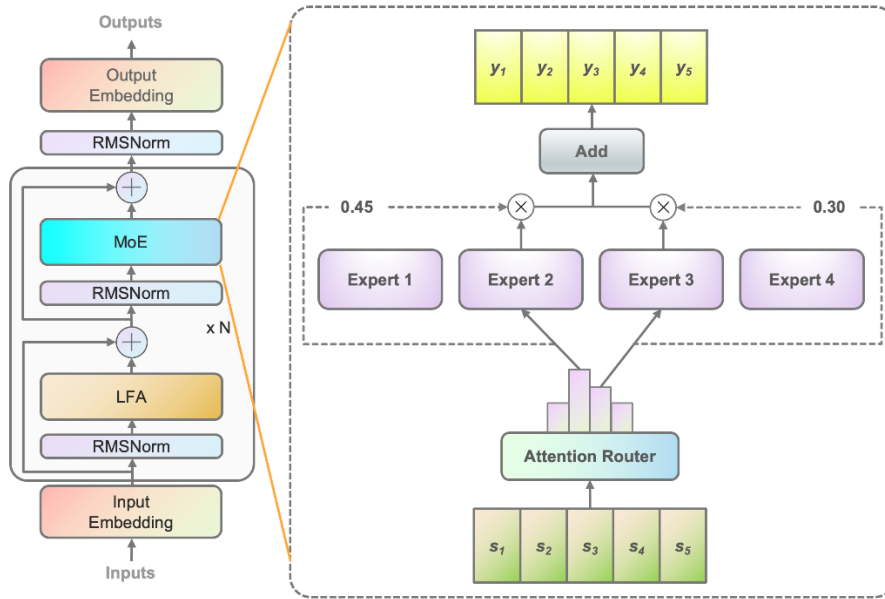 Outputs
Output
Embedding
RMSNorm
MoE
RMSNorm
x N
LFA
RMSNorm
Input
Embedding
Inputs
y1 y2 y3 y4 y5
Add
0.45 0.30
Expert 1 Expert 2 Expert 3 Expert 4
Attention Router
s1 s2 s3 s4 s5